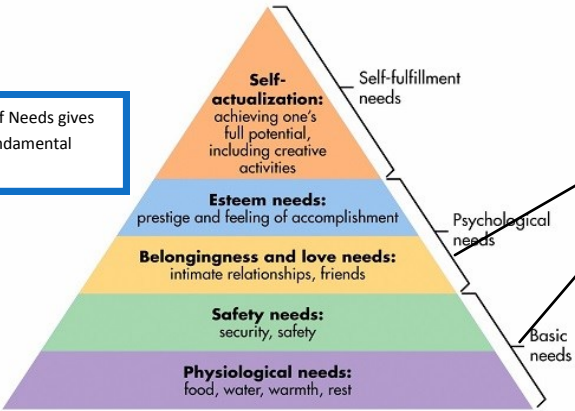 f Needs gives
ndamental
Self-
actualization:
achieving one's
full potential,
including creative
activities
Self-fulfillment
needs
Esteem needs:
prestige and feeling of accomplishment
Psychological
needs
Belongingness and love needs:
intimate relationships, friends
Safety needs:
security, safety
Basic
needs
Physiological needs:
food, water, warmth, rest